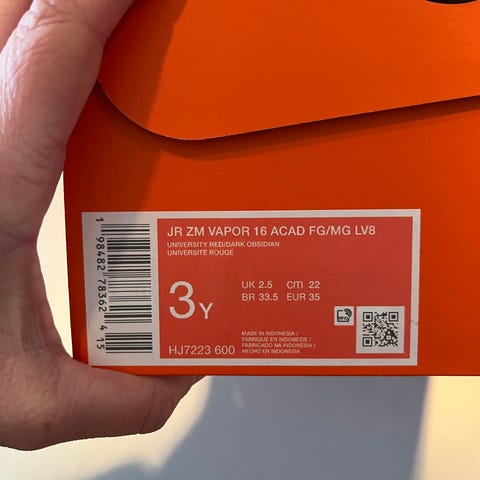 JR ZM VAPOR 16 ACAD FG/MG LV8
UNIVERSITY RED/DARK OBSIDIAN
UNIVERSITE ROUGE
3Y
UK 2.5 cm 22
BR 33.5 EUR 35
HJ7223 600
MADE IN INDONESIA /
FABRIQUE EN INDONESIE /
FABRICADO NA INDONÉSIA /
HECHO EN INDONESIA
1 98482 78362 4 15